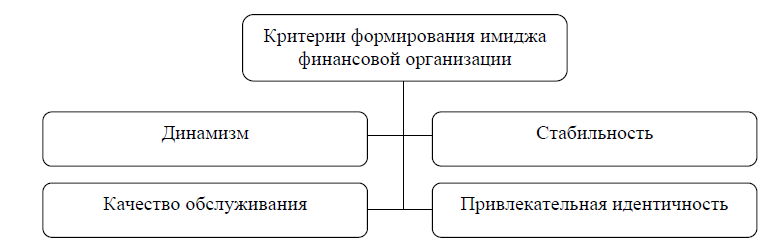 Критерии формирования имиджа
финансовой организации
Динамизм
Стабильность
Качество обслуживания
Привлекательная идентичность